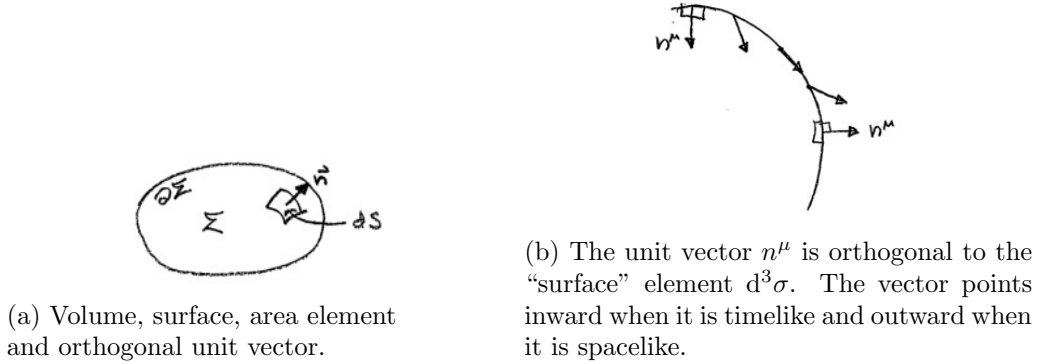 ∂Σ
Σ
n⃗
dS
(a) Volume, surface, area element
and orthogonal unit vector.
n^μ
n^μ
(b) The unit vector n^μ is orthogonal to the
“surface” element d³σ. The vector points
inward when it is timelike and outward when
it is spacelike.